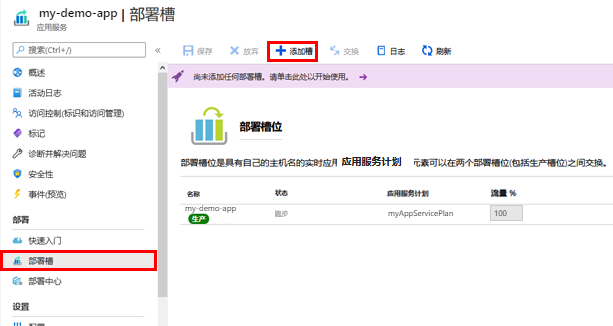 my-demo-app | 部署槽
应用服务
搜索(Ctrl+/)
«
保存
放弃
添加槽
交换
日志
刷新
尚未添加任何部署槽。请单击此处以开始使用。 →
概述
活动日志
访问控制(标识和访问管理)
标记
诊断并解决问题
安全性
事件(预览)
部署
快速入门
部署槽
部署中心
设置
配置
部署槽位
部署槽位是具有自己的主机名的实时应用 应用服务计划 元素可以在两个部署槽位(包括生产槽位)之间交换。
名称 状态 应用服务计划 流量 %
my-demo-app 跑步 myAppServicePlan 100
生产